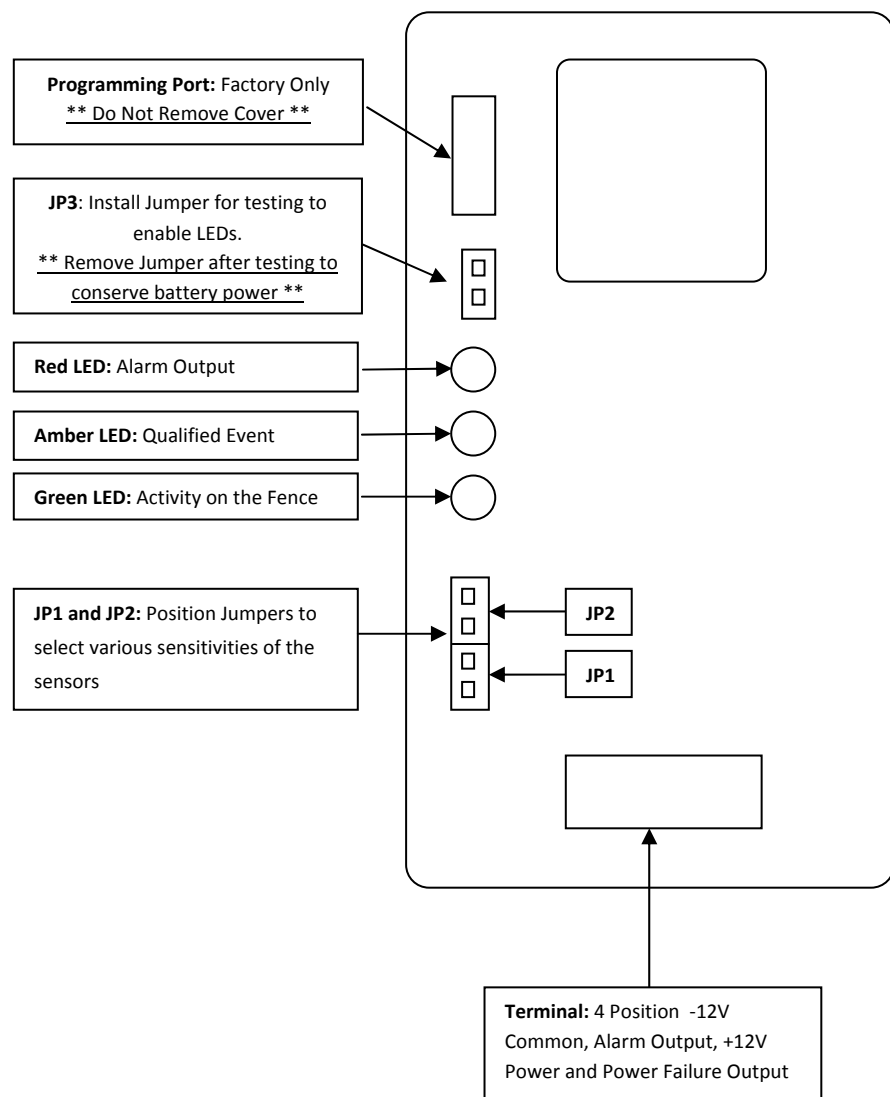 Programming Port: Factory Only
** Do Not Remove Cover **
JP3: Install Jumper for testing to
enable LEDs.
** Remove Jumper after testing to
conserve battery power **
Red LED: Alarm Output
Amber LED: Qualified Event
Green LED: Activity on the Fence
JP1 and JP2: Position Jumpers to
select various sensitivities of the
sensors
JP2
JP1
Terminal: 4 Position -12V
Common, Alarm Output, +12V
Power and Power Failure Output